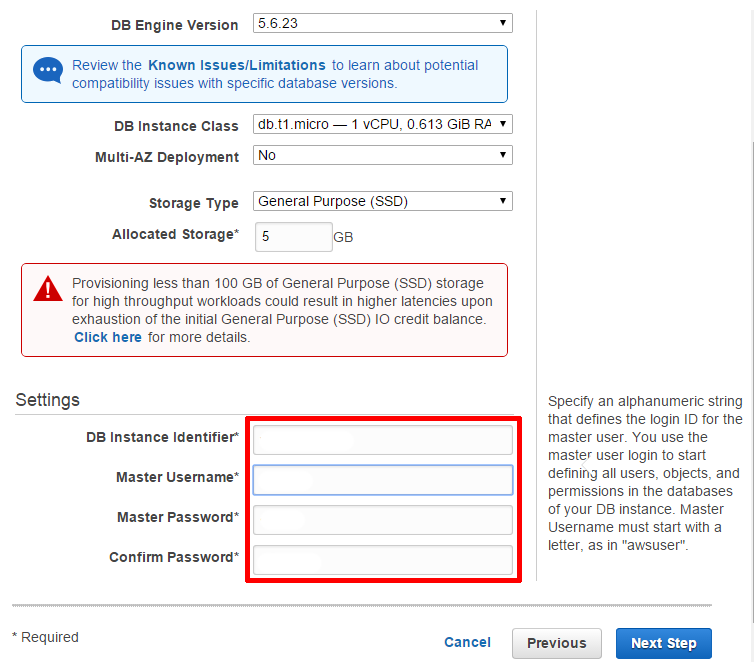 DB Engine Version 5.6.23
Review the Known Issues/Limitations to learn about potential
compatibility issues with specific database versions.
DB Instance Class db.t1.micro — 1 vCPU, 0.613 GiB RA
Multi-AZ Deployment No
Storage Type General Purpose (SSD)
Allocated Storage* 5 GB
Provisioning less than 100 GB of General Purpose (SSD) storage
for high throughput workloads could result in higher latencies upon
exhaustion of the initial General Purpose (SSD) IO credit balance.
Click here for more details.
Settings
DB Instance Identifier*
Master Username*
Master Password*
Confirm Password*
Specify an alphanumeric string
that defines the login ID for the
master user. You use the
master user login to start
defining all users, objects, and
permissions in the databases
of your DB instance. Master
Username must start with a
letter, as in "awsuser".
* Required
Cancel Previous Next Step